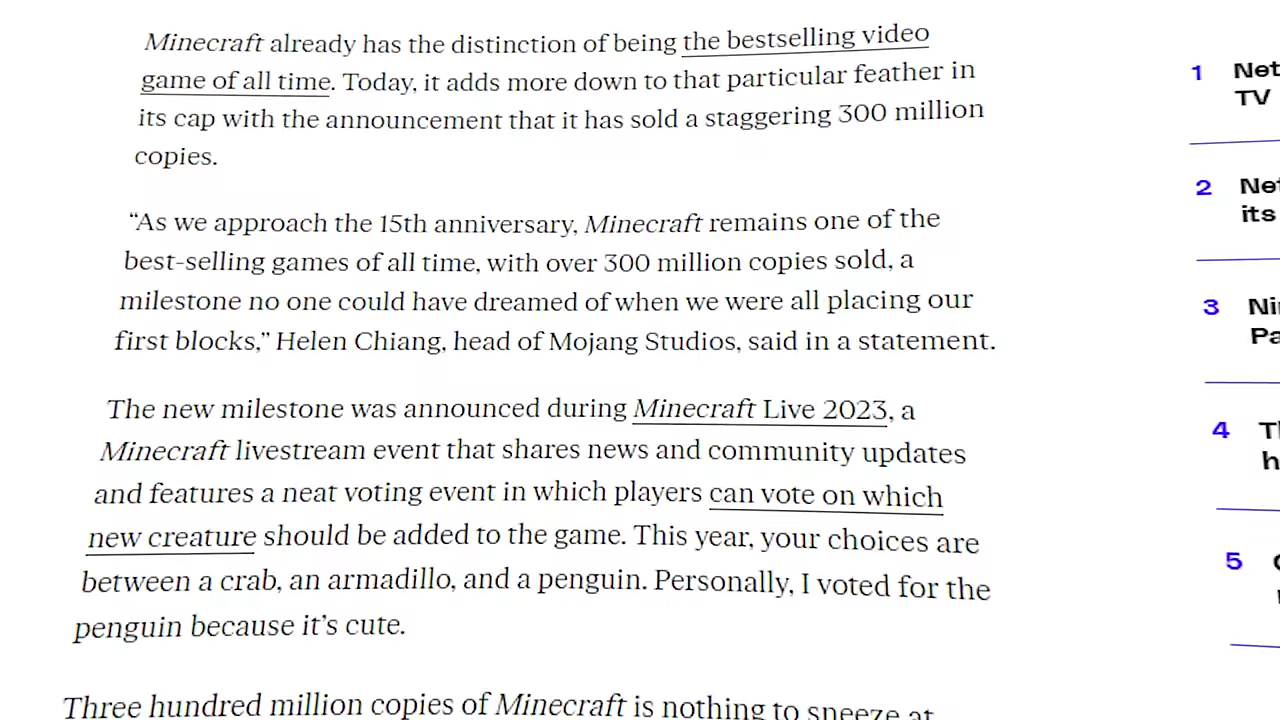 Minecraft already has the distinction of being the bestselling video
game of all time. Today, it adds more down to that particular feather in
its cap with the announcement that it has sold a staggering 300 million
copies.
“As we approach the 15th anniversary, Minecraft remains one of the
best-selling games of all time, with over 300 million copies sold, a
milestone no one could have dreamed of when we were all placing our
first blocks,” Helen Chiang, head of Mojang Studios, said in a statement.
The new milestone was announced during Minecraft Live 2023, a
Minecraft livestream event that shares news and community updates
and features a neat voting event in which players can vote on which
new creature should be added to the game. This year, your choices are
between a crab, an armadillo, and a penguin. Personally, I voted for the
penguin because it’s cute.
Three hundred million copies of Minecraft is nothing to sneeze at
1
TV
2
its
3
4
5